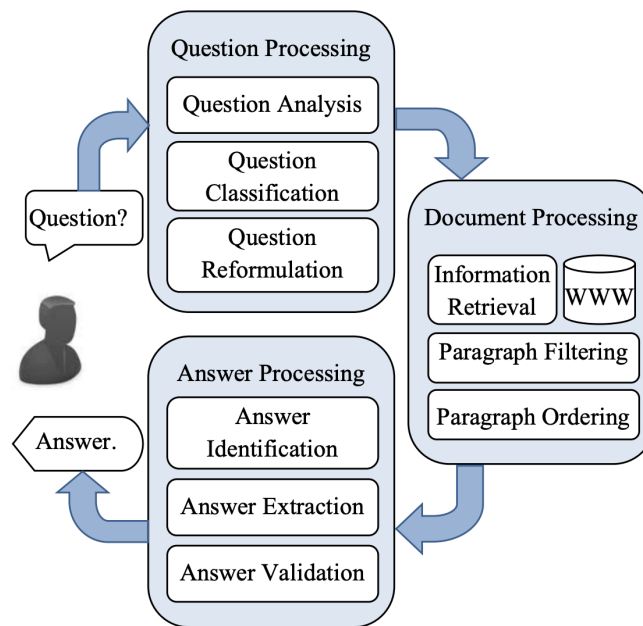 Question Processing
Question Analysis
Question
Classification
Question
Reformulation
Question?
Document Processing
Information
Retrieval
WWW
Paragraph Filtering
Paragraph Ordering
Answer Processing
Answer
Identification
Answer Extraction
Answer Validation
Answer.